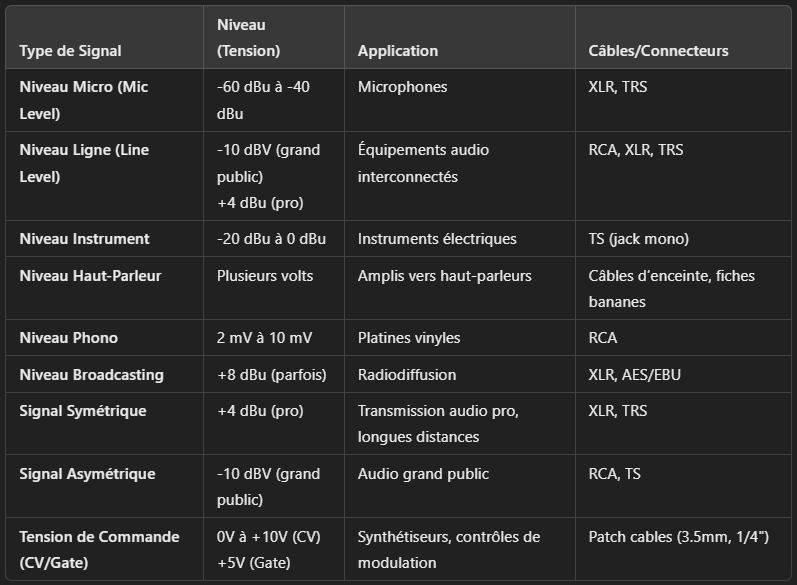 Type de Signal
Niveau
(Tension)
Application
Câbles/Connecteurs
Niveau Micro (Mic
Level)
-60 dBu à -40
dBu
Microphones
XLR, TRS
Niveau Ligne (Line
Level)
-10 dBV (grand
public)
+4 dBu (pro)
Équipements audio
interconnectés
RCA, XLR, TRS
Niveau Instrument
-20 dBu à 0 dBu
Instruments électriques
TS (jack mono)
Niveau Haut-Parleur
Plusieurs volts
Amplis vers haut-parleurs
Câbles d’enceinte, fiches
bananes
Niveau Phono
2 mV à 10 mV
Platines vinyles
RCA
Niveau Broadcasting
+8 dBu (parfois)
Radiodiffusion
XLR, AES/EBU
Signal Symétrique
+4 dBu (pro)
Transmission audio pro,
longues distances
XLR, TRS
Signal Asymétrique
-10 dBV (grand
public)
Audio grand public
RCA, TS
Tension de Commande
(CV/Gate)
0V à +10V (CV)
+5V (Gate)
Synthétiseurs, contrôles de
modulation
Patch cables (3.5mm, 1/4")